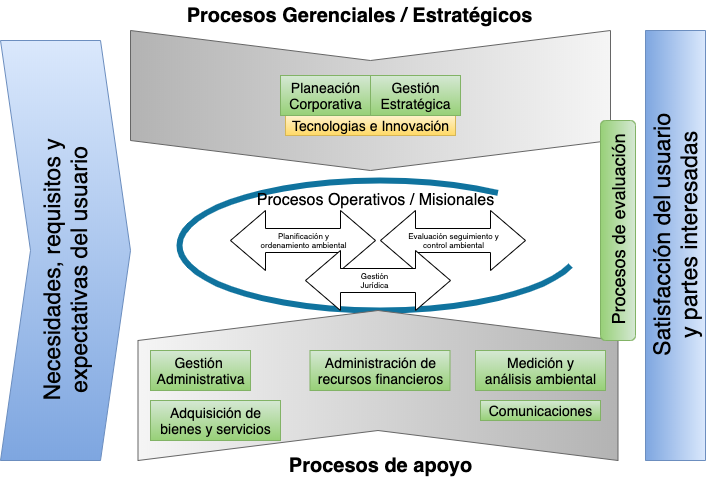 Procesos Gerenciales / Estratégicos
Necesidades, requisitos y
expectativas del usuario
Planeación
Corporativa
Gestión
Estratégica
Tecnologias e Innovación
Procesos Operativos / Misionales
Planificación y
ordenamiento ambiental
Evaluación seguimiento y
control ambiental
Gestión
Jurídica
Procesos de evaluación
Satisfacción del usuario
y partes interesadas
Gestión
Administrativa
Administración de
recursos financieros
Medición y
análisis ambiental
Adquisición de
bienes y servicios
Comunicaciones
Procesos de apoyo